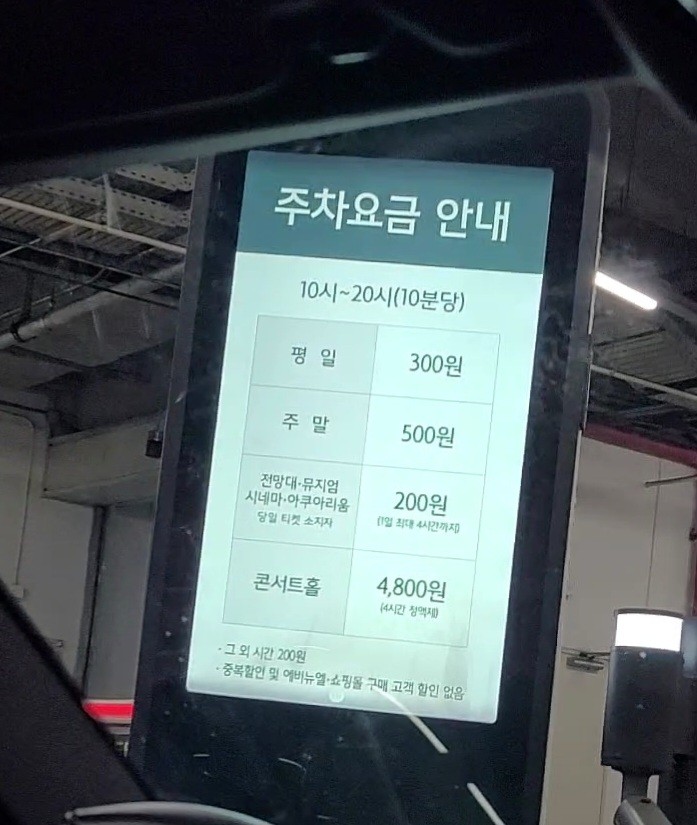 주차요금 안내
10시~20시(10분당)
평 일 300원
주 말 500원
전망대·뮤지엄
시네마·아쿠아리움
당일 티켓 소지자
200원
(1일 최대 4시간까지)
콘서트홀
4,800원
(4시간 정액제)
· 그 외 시간 200원
· 중복할인 및 에비뉴엘·쇼핑몰 구매 고객 할인 없음